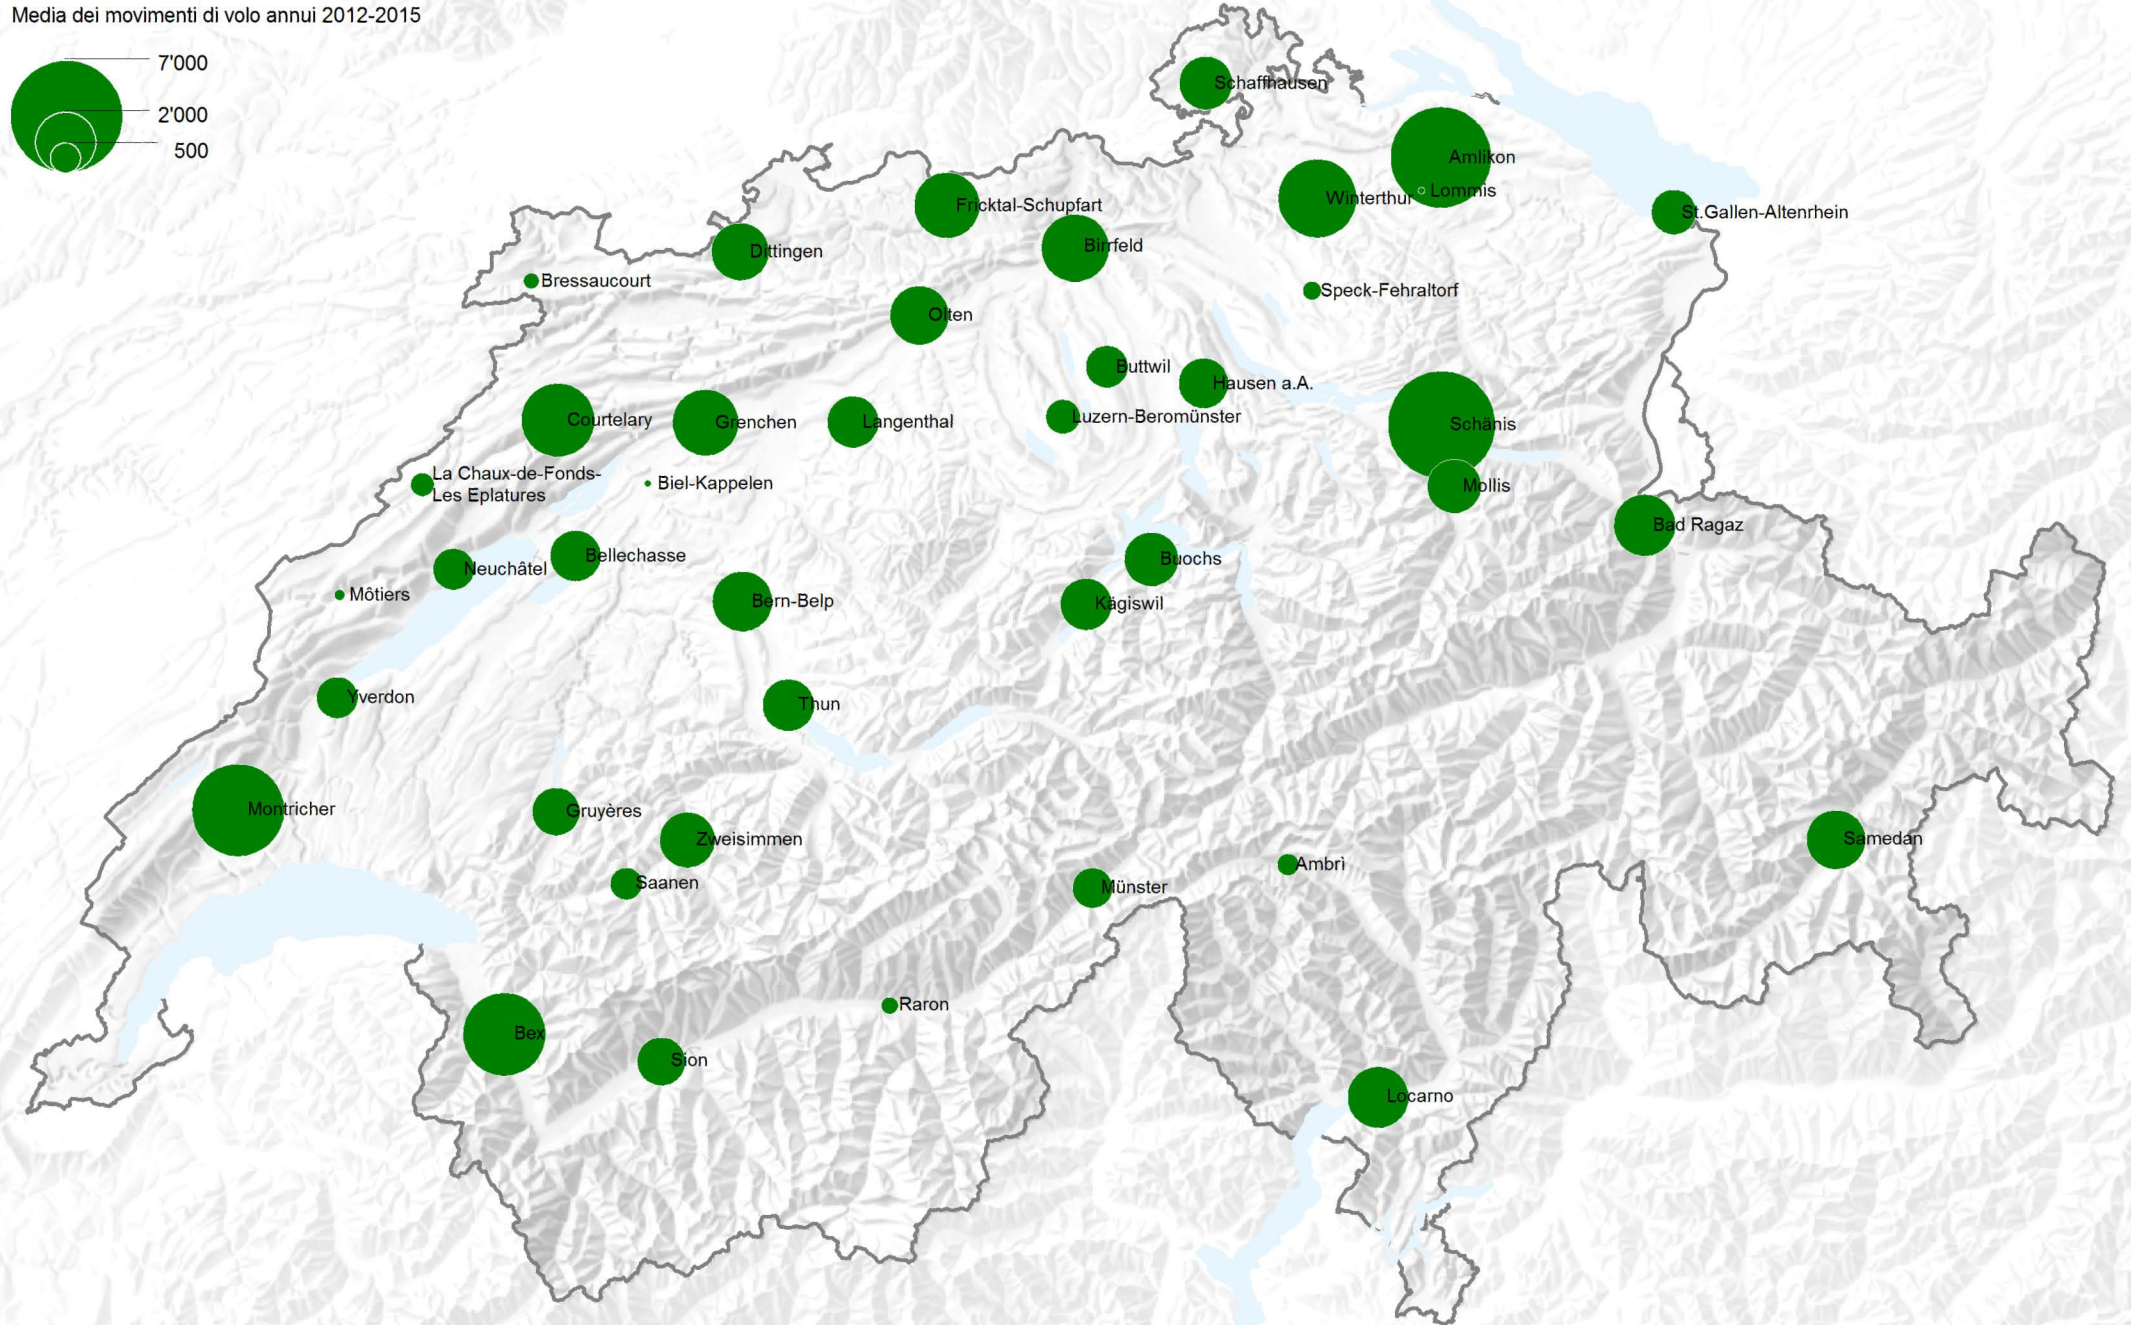 Media dei movimenti di volo annui 2012-2015
7'000
2'000
500
Schaffhausen
Amlikon
Lommis
Winterthur
St.Gallen-Altenrhein
Fricktal-Schupfart
Birrfeld
Dittingen
Bressaucourt
Speck-Fehraltorf
Olten
Buttwil
Hausen a.A.
Luzern-Beromünster
Courtelary
Grenchen
Langenthal
Schänis
La Chaux-de-Fonds-
Les Eplatures
Biel-Kappelen
Mollis
Bad Ragaz
Bellechasse
Neuchâtel
Buochs
Môtiers
Bern-Belp
Kägiswil
Yverdon
Thun
Montricher
Gruyères
Zweisimmen
Samedan
Ambrì
Saanen
Münster
Raron
Bex
Sion
Locarno